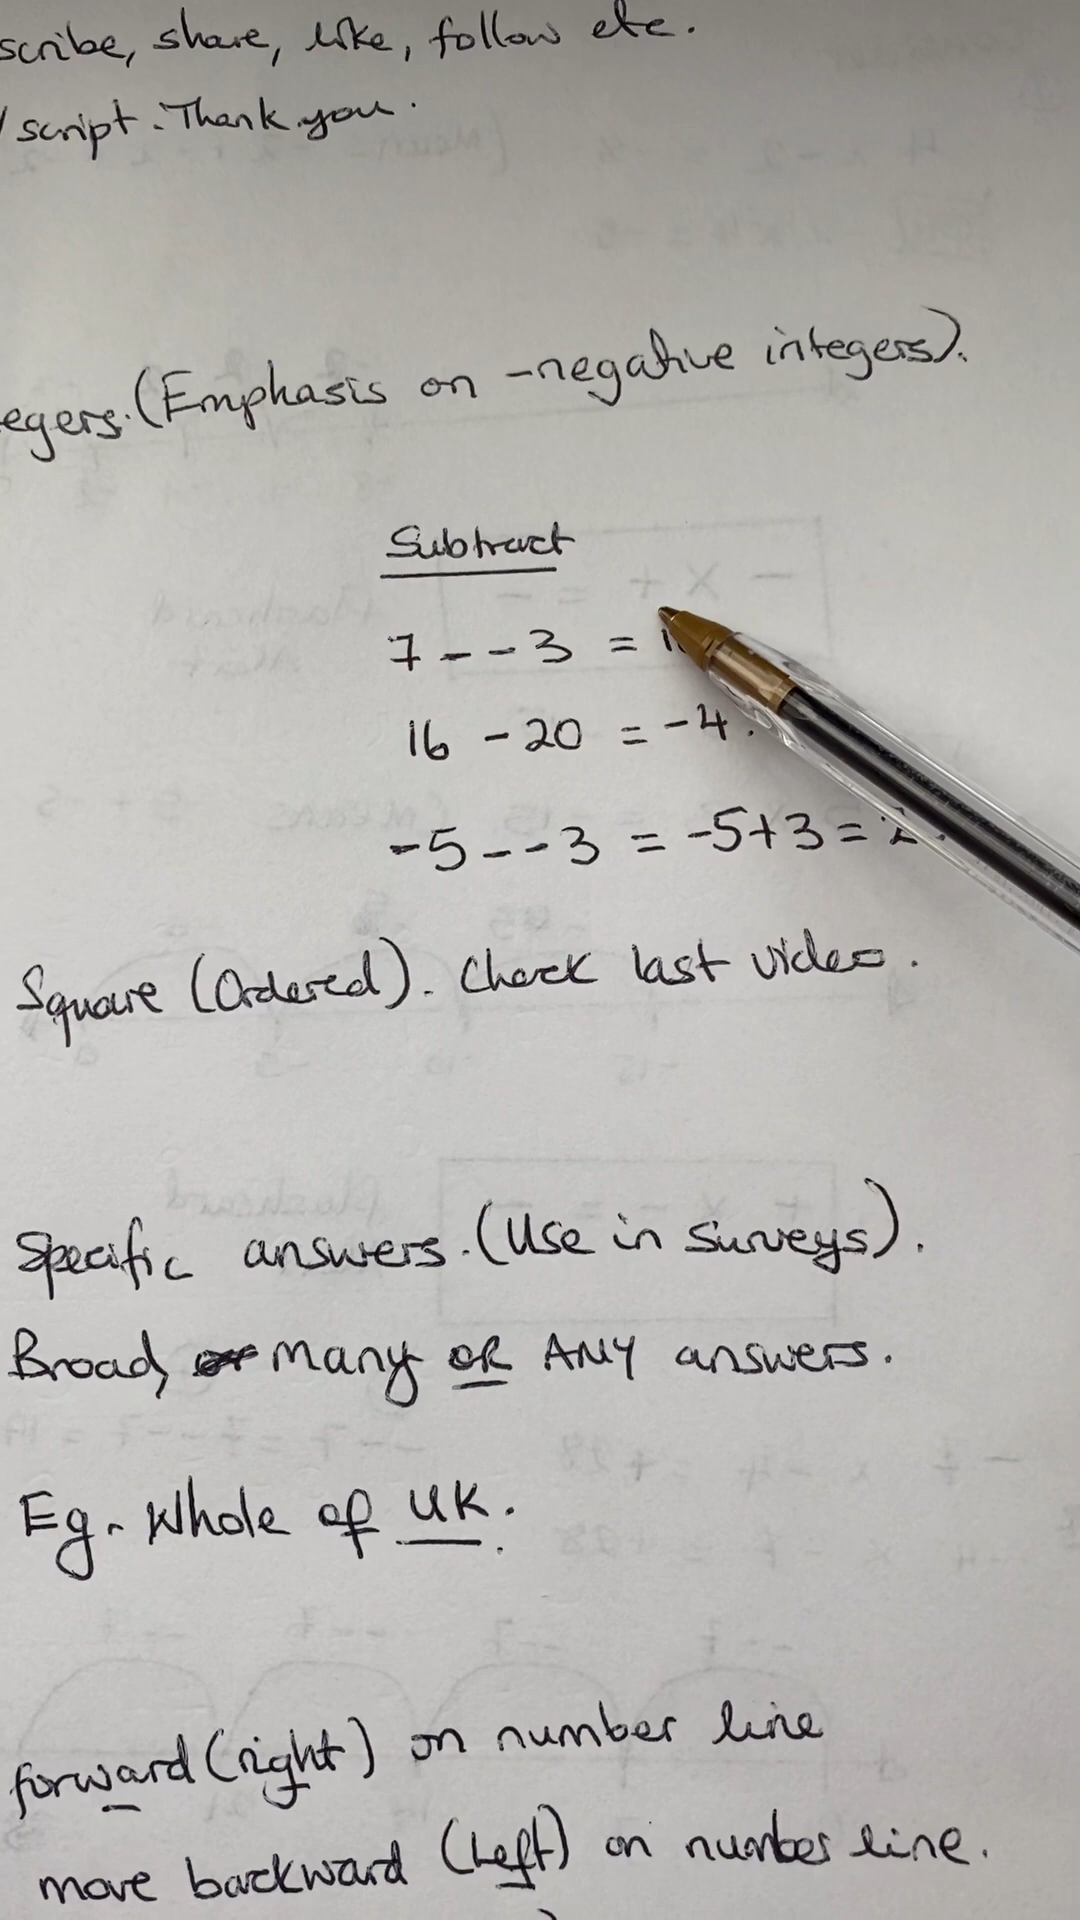 scribe, share, like, follow etc.
/ script. Thank you.
egers. (Emphasis on -negative integers).
Subtract
7 - -3 =
16 - 20 = -4.
-5 - -3 = -5+3 =
Square (Ordered). Check last video.
Specific answers. (Use in Surveys).
Broad, many OR ANY answers.
Eg. Whole of UK.
forward (right) on number line
move backward (Left) on number line.